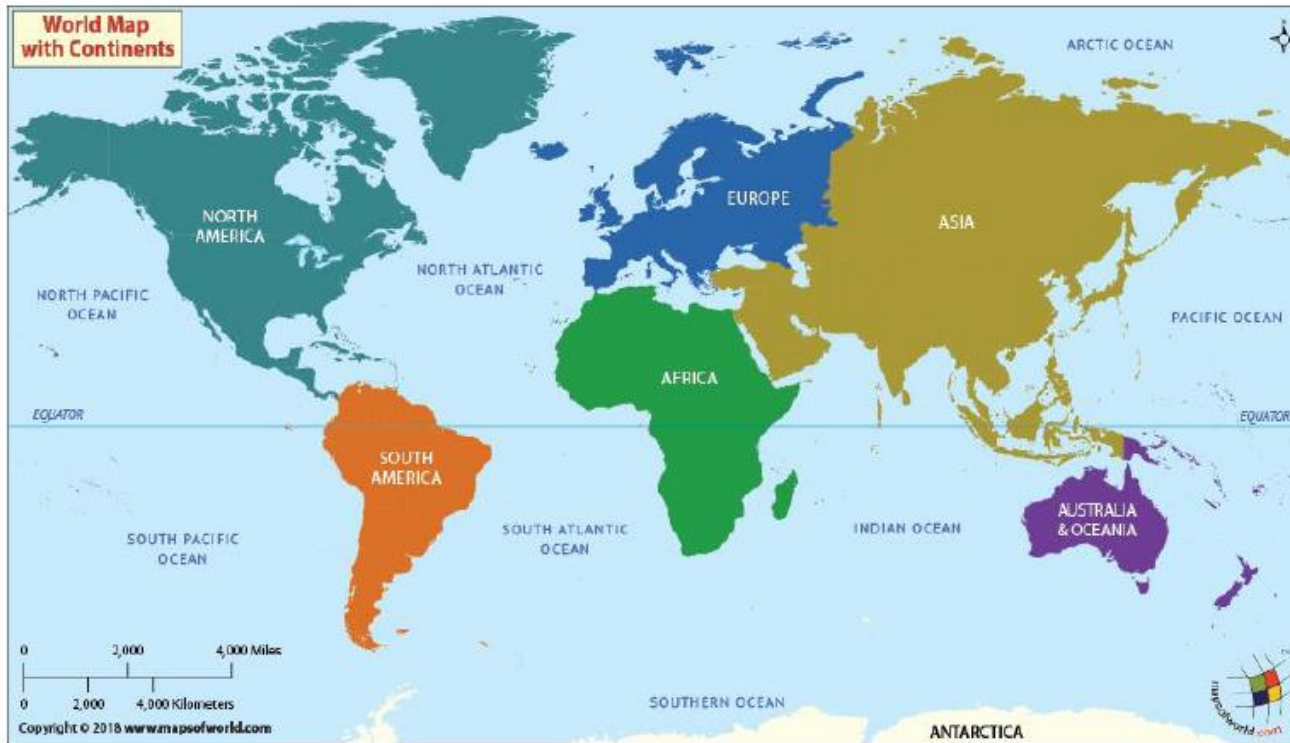 World Map
with Continents
ARCTIC OCEAN
NORTH
AMERICA
EUROPE
ASIA
NORTH ATLANTIC
OCEAN
NORTH PACIFIC
OCEAN
PACIFIC OCEAN
AFRICA
EQUATOR
EQUATOR
SOUTH
AMERICA
AUSTRALIA
& OCEANIA
SOUTH PACIFIC
OCEAN
SOUTH ATLANTIC
OCEAN
INDIAN OCEAN
0 2,000 4,000 Miles
0 2,000 4,000 Kilometers
SOUTHERN OCEAN
ANTARCTICA
Copyright © 2018 www.mapsofworld.com
mapsofworld.com